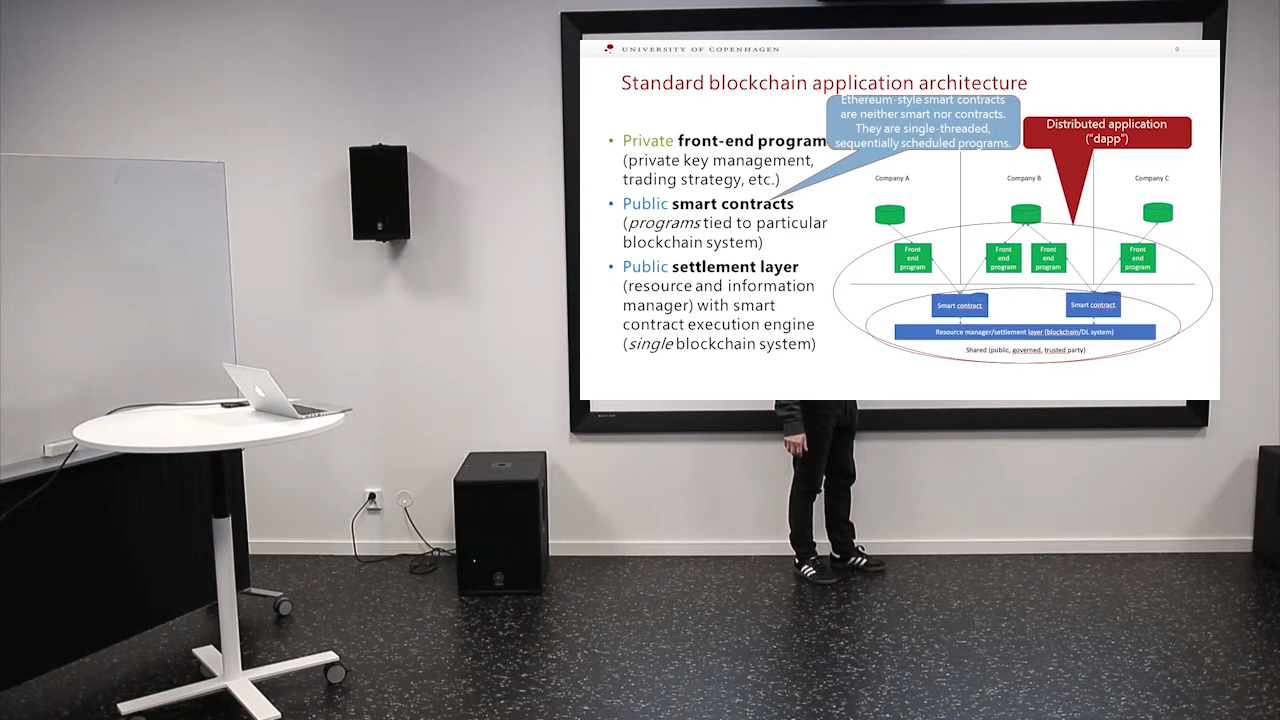 UNIVERSITY OF COPENHAGEN
9
Standard blockchain application architecture
Ethereum-style smart contracts
are neither smart nor contracts.
They are single-threaded,
sequentially scheduled programs.
Distributed application
("dapp")
• Private front-end program
(private key management,
trading strategy, etc.)
• Public smart contracts
(programs tied to particular
blockchain system)
• Public settlement layer
(resource and information
manager) with smart
contract execution engine
(single blockchain system)
Company A
Company B
Company C
Front
end
program
Front
end
program
Front
end
program
Front
end
program
Smart contract
Smart contract
Resource manager/settlement layer (blockchain/DL system)
Shared (public, governed, trusted party)